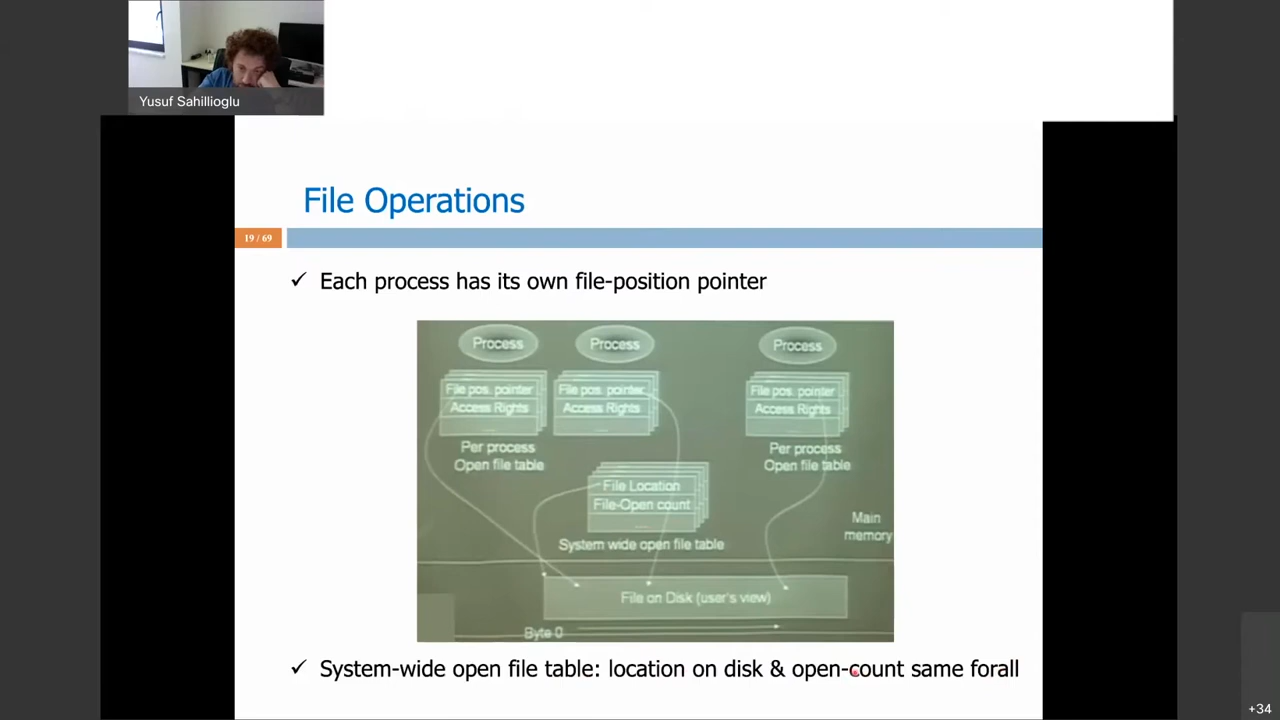 Yusuf Sahillioglu
File Operations
19 / 69
✓ Each process has its own file-position pointer
Process
Process
Process
File pos. pointer
Access Rights
File pos. pointer
Access Rights
File pos. pointer
Access Rights
Per process
Open file table
Per process
Open file table
File Location
File-Open count
System wide open file table
Main
memory
File on Disk (user's view)
Byte 0
✓ System-wide open file table: location on disk & open-count same forall
+34